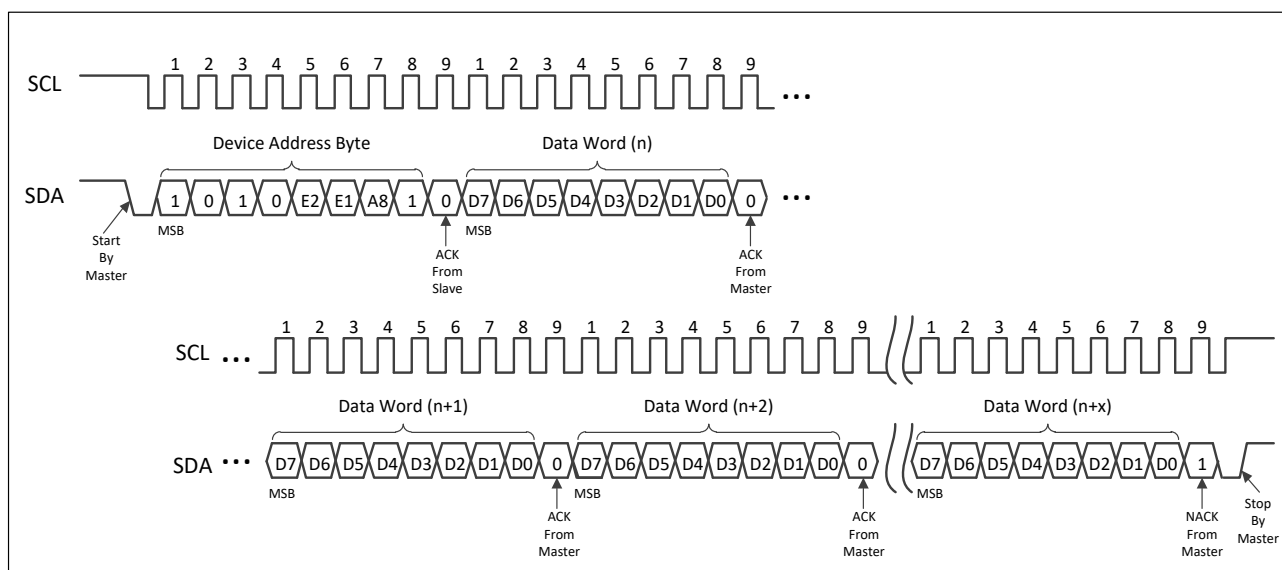 1 2 3 4 5 6 7 8 9 1 2 3 4 5 6 7 8 9
SCL
Device Address Byte Data Word (n)
SDA
1 0 1 0 E2 E1 A8 1 0 D7 D6 D5 D4 D3 D2 D1 D0 0
MSB MSB
Start
By
Master
ACK
From
Slave
ACK
From
Master
1 2 3 4 5 6 7 8 9 1 2 3 4 5 6 7 8 9 1 2 3 4 5 6 7 8 9
SCL
Data Word (n+1) Data Word (n+2) Data Word (n+x)
SDA
D7 D6 D5 D4 D3 D2 D1 D0 0 D7 D6 D5 D4 D3 D2 D1 D0 0 D7 D6 D5 D4 D3 D2 D1 D0 1
MSB MSB MSB
ACK
From
Master
ACK
From
Master
NACK
From
Master
Stop
By
Master